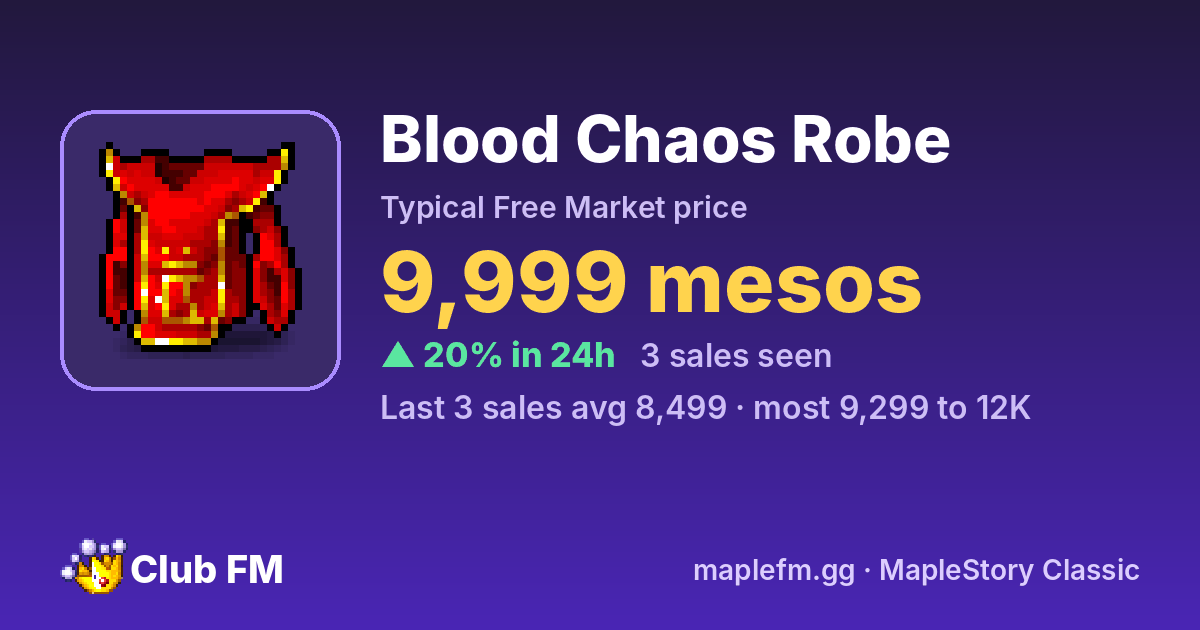 Blood Chaos Robe
Typical Free Market price
9,999 mesos
▲ 20% in 24h 3 sales seen
Last 3 sales avg 8,499 · most 9,299 to 12K
Club FM
maplefm.gg · MapleStory Classic